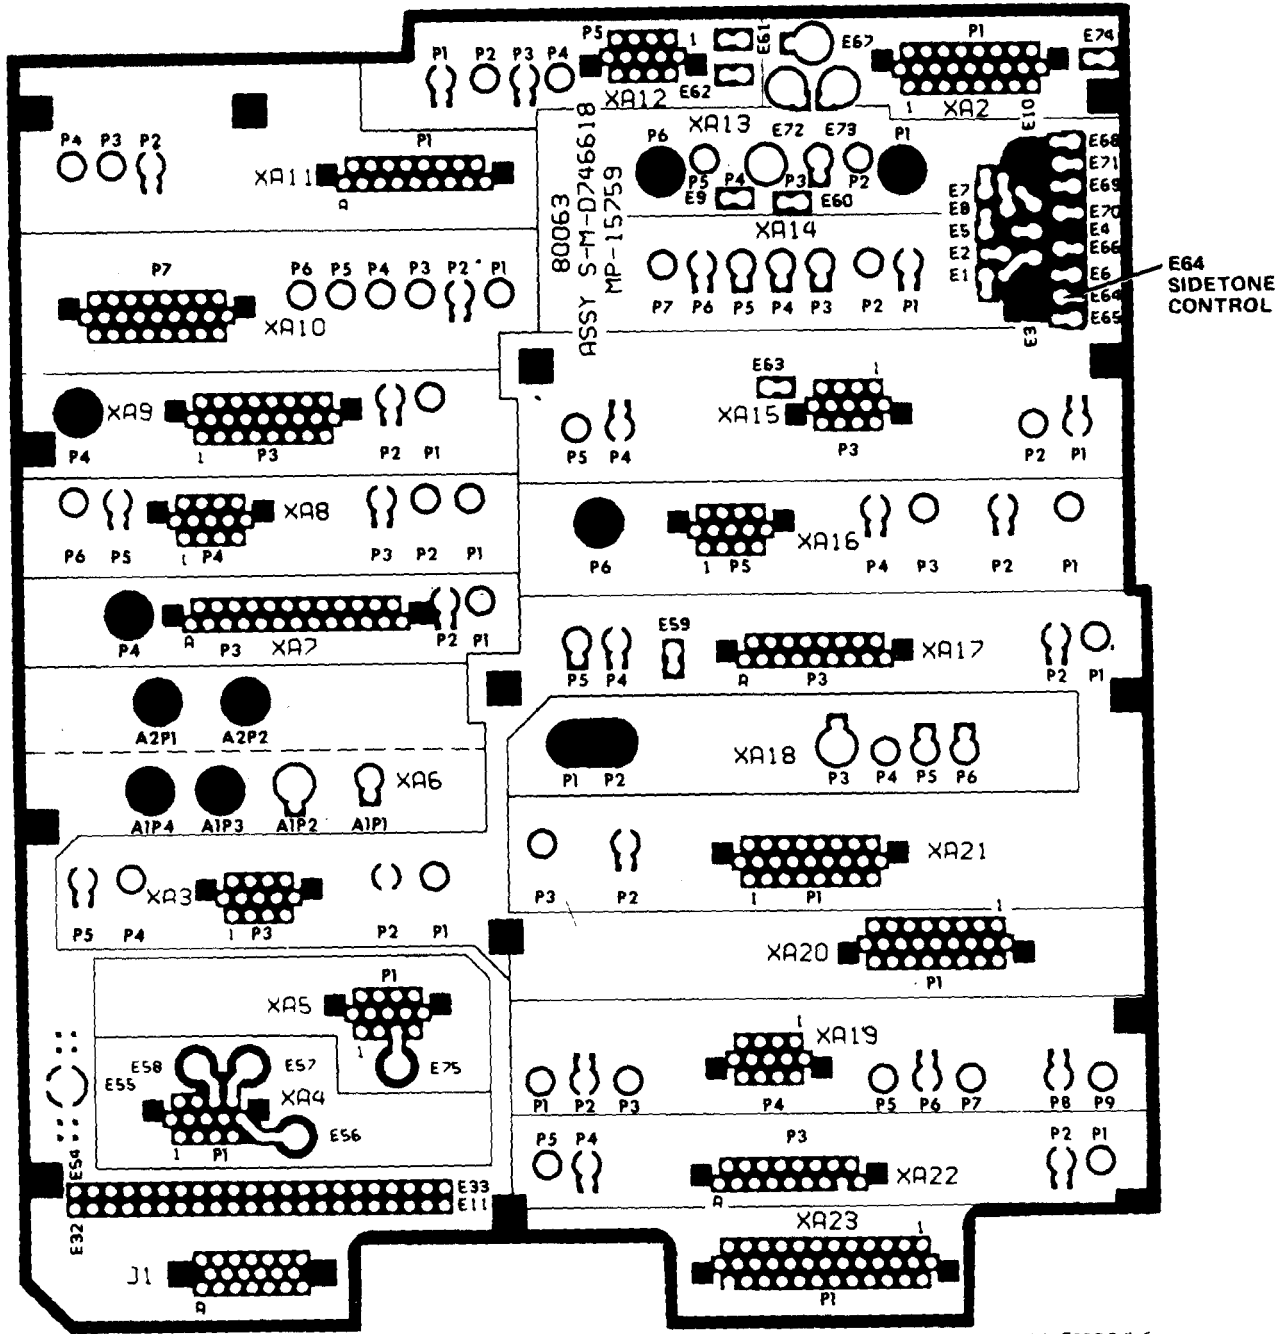 P1 P2 P3 P4
P5 1
XA12
E61
E62
E67
P1
1 XA2
E74
E10
P4 P3 P2
XA11
P1
A
80063
ASSY S-M-D746618
MP-15759
XA13 E72 E73
P6 P1
P5 P4 P3 P2
E9 E60
XA14
P7 P6 P5 P4 P3 P2 P1
E68
E71
E69
E70
E4
E66
E6
E64
E65
E7
E8
E5
E2
E1
E3
E64
SIDETONE
CONTROL
P7
XA10
P6 P5 P4 P3 P2 P1
XA9
P4 1 P3 P2 P1
E63
1
XA15
P5 P4 P3 P2 P1
XA8
P6 P5 1 P4 P3 P2 P1
XA16
P6 1 P5 P4 P3 P2 P1
P4 A P3 XA7 P2 P1
E59
XA17
P5 P4 A P3 P2 P1
A2P1 A2P2
XA6
A1P4 A1P3 A1P2 A1P1
XA18
P1 P2 P3 P4 P5 P6
XA3
P5 P4 1 P3 P2 P1
XA21
P3 P2 1 P1
1
XA20
P1
P1
XA5
1
E75
E58 E57
E55
XA4
E56
1 P1
1 XA19
P1 P2 P3 P4 P5 P6 P7 P8 P9
P5 P4 P3 P2 P1
XA22
A
E54
E33
E11
E32
J1
A
XA23
1
P1